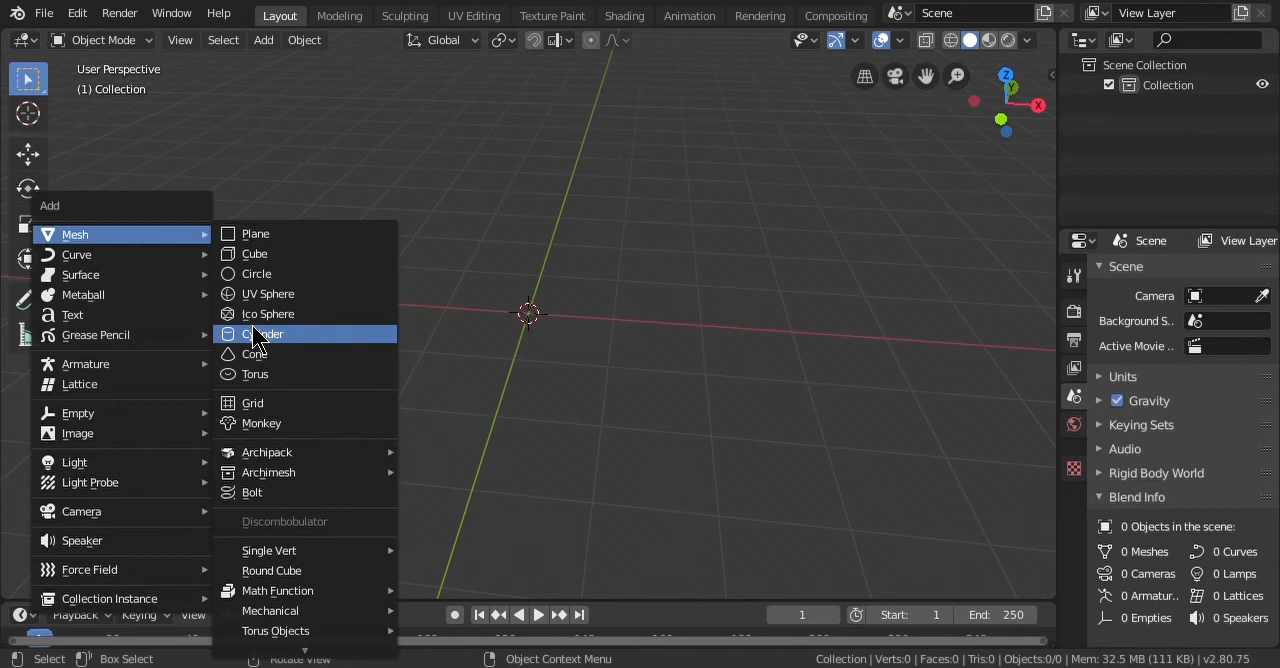 File Edit Render Window Help Layout Modeling Sculpting UV Editing Texture Paint Shading Animation Rendering Compositing Scene View Layer
Object Mode View Select Add Object Global
User Perspective
(1) Collection
Scene Collection
Collection
Add
Mesh
Curve
Surface
Metaball
Text
Grease Pencil
Armature
Lattice
Empty
Image
Light
Light Probe
Camera
Speaker
Force Field
Collection Instance
Plane
Cube
Circle
UV Sphere
Ico Sphere
Cylinder
Cone
Torus
Grid
Monkey
Archipack
Archimesh
Bolt
Discombobulator
Single Vert
Round Cube
Math Function
Mechanical
Torus Objects
X
Y
Z
Scene View Layer
Scene
Camera
Background S..
Active Movie ..
Units
Gravity
Keying Sets
Audio
Rigid Body World
Blend Info
0 Objects in the scene:
0 Meshes 0 Curves
0 Cameras 0 Lamps
0 Armatur.. 0 Lattices
0 Empties 0 Speakers
Playback Keying View 1 Start: 1 End: 250
Select Box Select Rotate View Object Context Menu Collection | Verts:0 | Faces:0 | Tris:0 | Objects:0/0 | Mem: 32.5 MB (111 KB) | v2.80.75